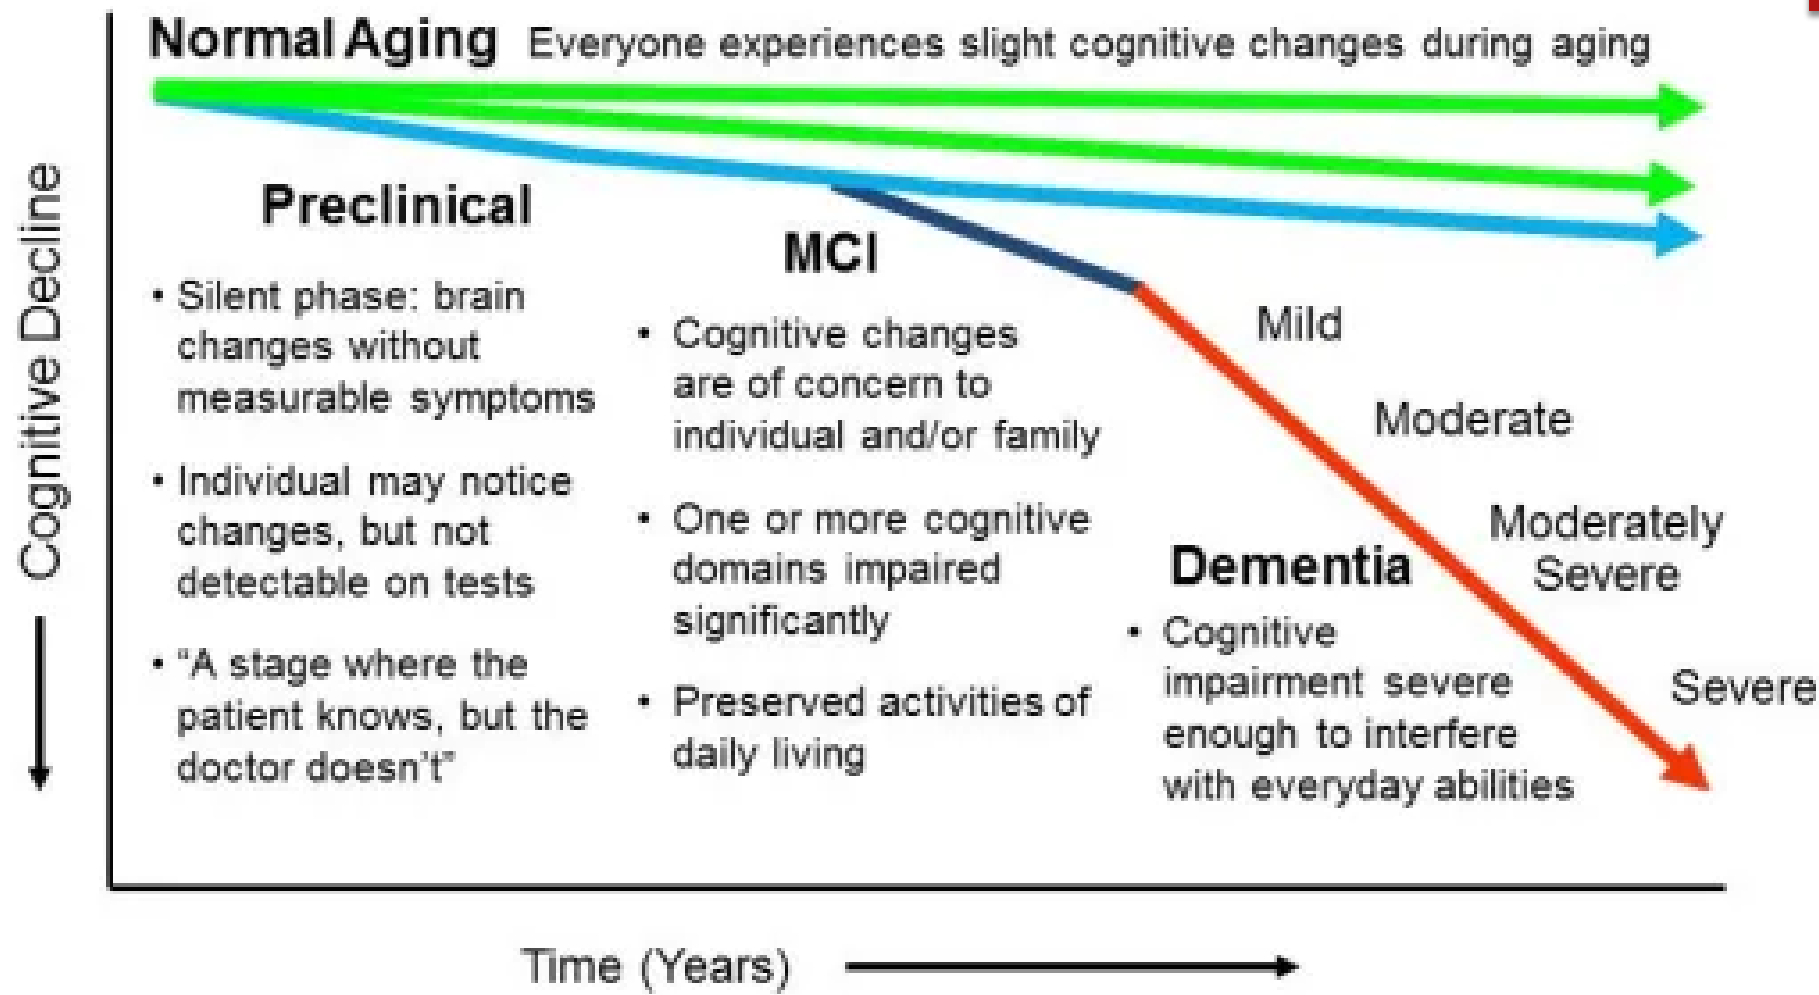 Normal Aging Everyone experiences slight cognitive changes during aging
Cognitive Decline
Preclinical
• Silent phase: brain
changes without
measurable symptoms
• Individual may notice
changes, but not
detectable on tests
• “A stage where the
patient knows, but the
doctor doesn’t”
MCI
• Cognitive changes
are of concern to
individual and/or family
• One or more cognitive
domains impaired
significantly
• Preserved activities of
daily living
Mild
Moderate
Moderately
Severe
Severe
Dementia
• Cognitive
impairment severe
enough to interfere
with everyday abilities
Time (Years)